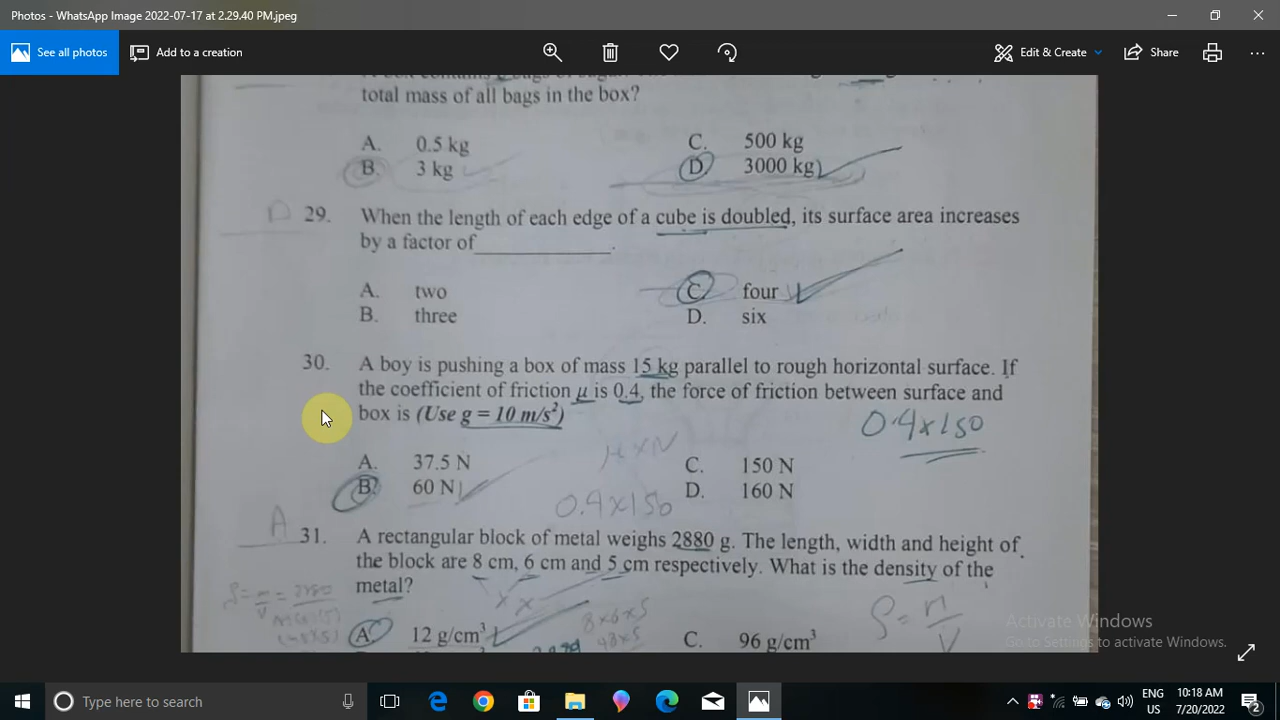 Photos - WhatsApp Image 2022-07-17 at 2.29.40 PM.jpeg
See all photos
Add to a creation
Edit & Create
Share
total mass of all bags in the box?
A. 0.5 kg
B. 3 kg
C. 500 kg
D. 3000 kg
D 29. When the length of each edge of a cube is doubled, its surface area increases
by a factor of____________.
A. two
B. three
C. four
D. six
30. A boy is pushing a box of mass 15 kg parallel to rough horizontal surface. If
the coefficient of friction μ is 0.4, the force of friction between surface and
box is (Use g = 10 m/s²)
0.4×150
A. 37.5 N
B. 60 N
μ×N
0.4×150
C. 150 N
D. 160 N
A 31. A rectangular block of metal weighs 2880 g. The length, width and height of
the block are 8 cm, 6 cm and 5 cm respectively. What is the density of the
metal?
8×6×5
48×5
ρ = m/V
A. 12 g/cm³
C. 96 g/cm³
Activate Windows
Go to Settings to activate Windows.
Type here to search
ENG
US
10:18 AM
7/20/2022
2